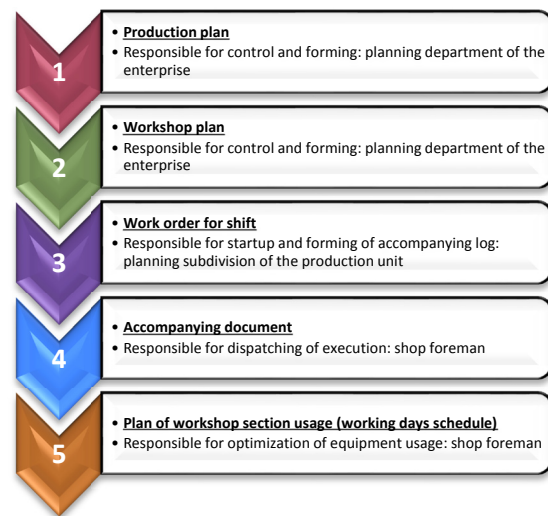 1
• Production plan
• Responsible for control and forming: planning department of the
enterprise
2
• Workshop plan
• Responsible for control and forming: planning department of the
enterprise
3
• Work order for shift
• Responsible for startup and forming of accompanying log:
planning subdivision of the production unit
4
• Accompanying document
• Responsible for dispatching of execution: shop foreman
5
• Plan of workshop section usage (working days schedule)
• Responsible for optimization of equipment usage: shop foreman